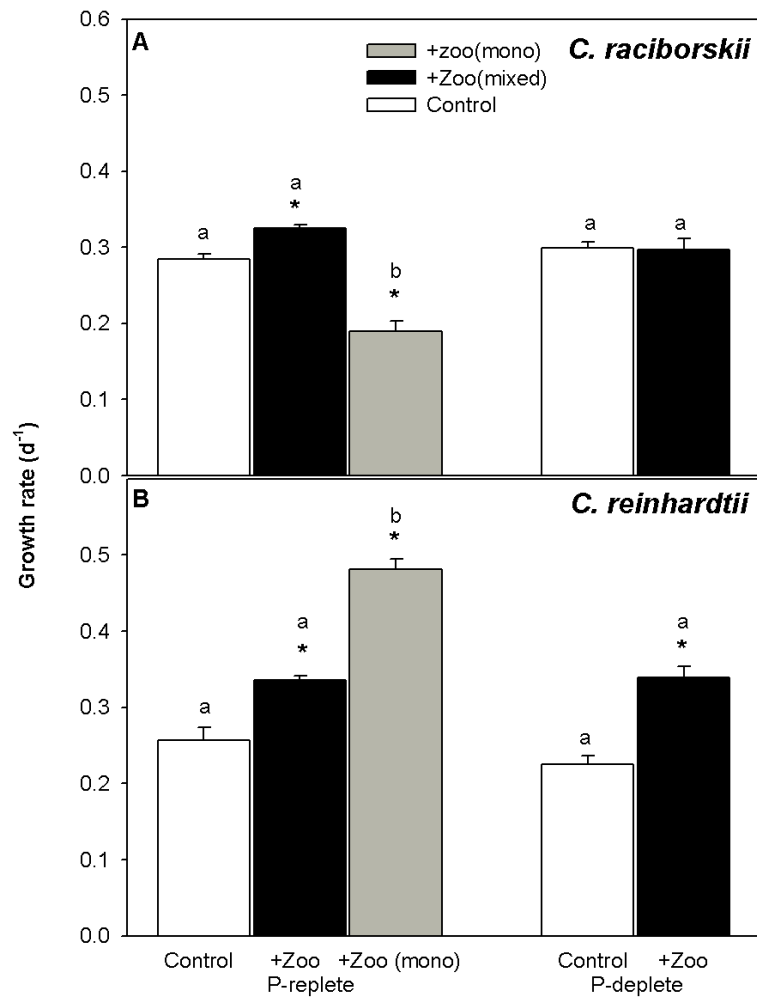 0.6
A
+zoo(mono)
+Zoo(mixed)
Control
C. raciborskii
0.5
0.4
a
*
a
a
a
0.3
b
*
0.2
0.1
0.0
Growth rate (d-1)
B
C. reinhardtii
b
*
0.5
a
*
a
*
0.4
a
0.3
a
0.2
0.1
0.0
Control +Zoo +Zoo (mono) Control +Zoo
P-replete P-deplete